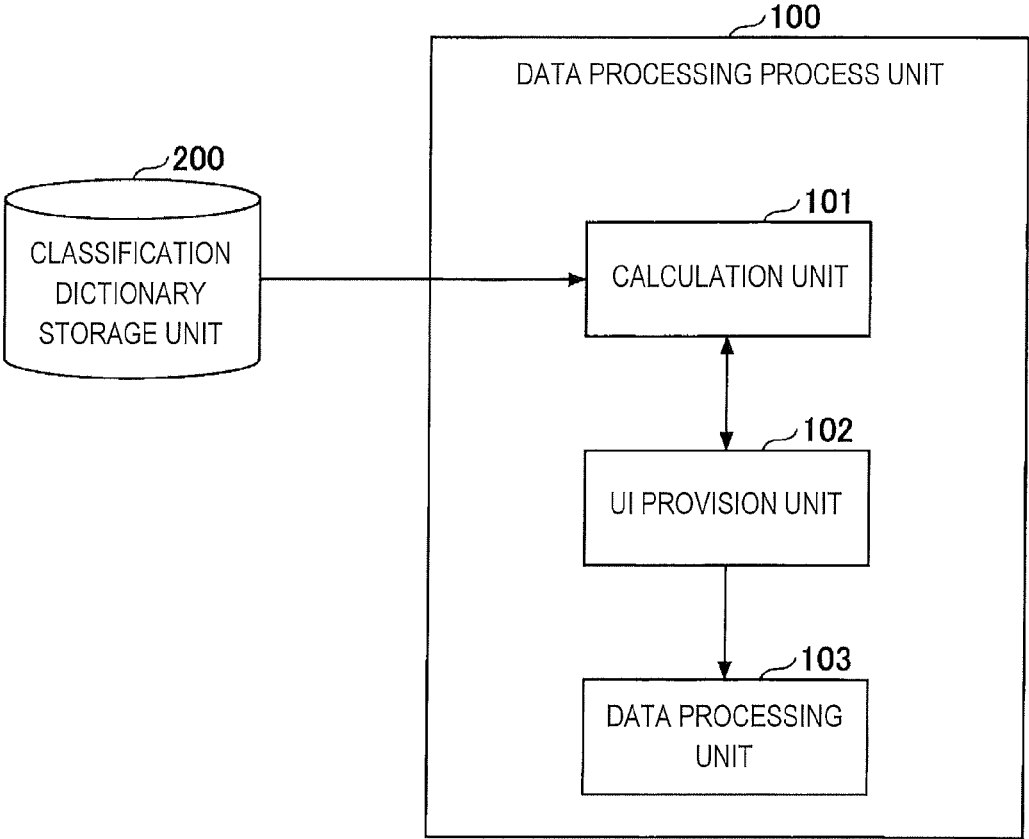 100
DATA PROCESSING PROCESS UNIT
200
CLASSIFICATION
DICTIONARY
STORAGE UNIT
101
CALCULATION UNIT
102
UI PROVISION UNIT
103
DATA PROCESSING
UNIT